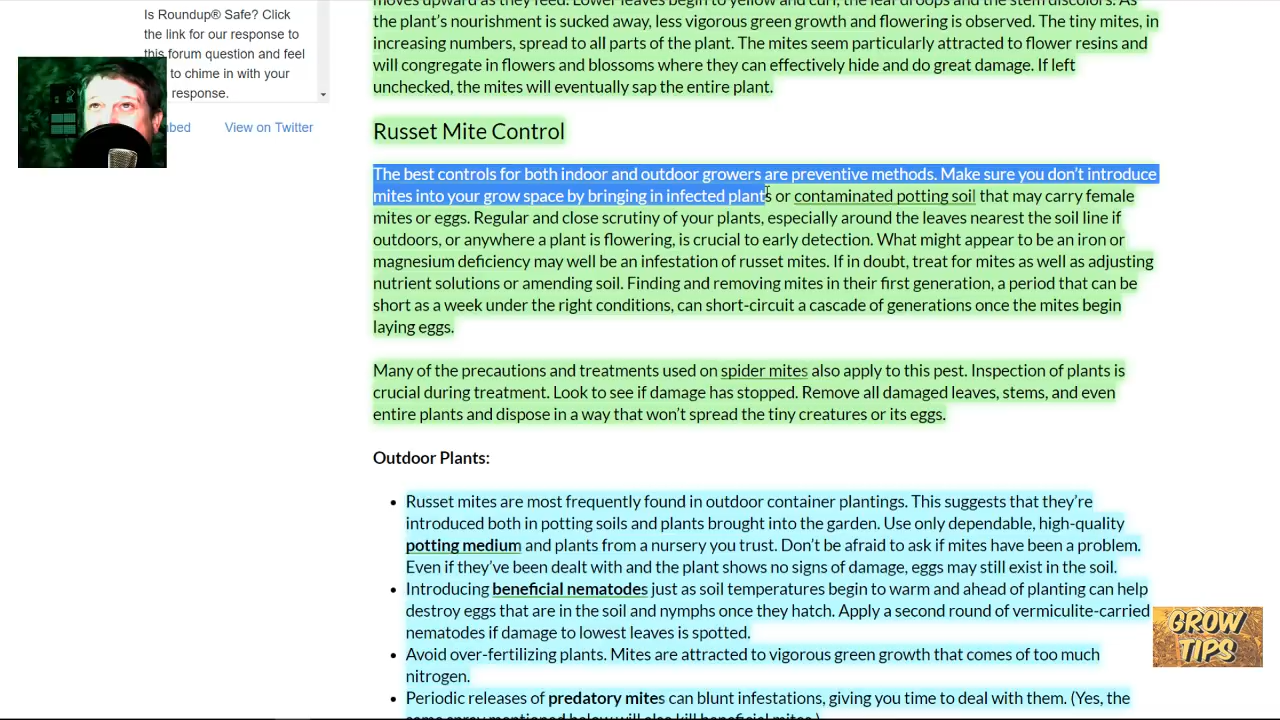 Is Roundup® Safe? Click
the link for our response to
this forum question and feel
to chime in with your
response.
bed
View on Twitter
moves upward as they feed. Lower leaves begin to yellow and curl, the leaf droops and the stem discolors. As
the plant's nourishment is sucked away, less vigorous green growth and flowering is observed. The tiny mites, in
increasing numbers, spread to all parts of the plant. The mites seem particularly attracted to flower resins and
will congregate in flowers and blossoms where they can effectively hide and do great damage. If left
unchecked, the mites will eventually sap the entire plant.
Russet Mite Control
The best controls for both indoor and outdoor growers are preventive methods. Make sure you don't introduce
mites into your grow space by bringing in infected plants or contaminated potting soil that may carry female
mites or eggs. Regular and close scrutiny of your plants, especially around the leaves nearest the soil line if
outdoors, or anywhere a plant is flowering, is crucial to early detection. What might appear to be an iron or
magnesium deficiency may well be an infestation of russet mites. If in doubt, treat for mites as well as adjusting
nutrient solutions or amending soil. Finding and removing mites in their first generation, a period that can be
short as a week under the right conditions, can short-circuit a cascade of generations once the mites begin
laying eggs.
Many of the precautions and treatments used on spider mites also apply to this pest. Inspection of plants is
crucial during treatment. Look to see if damage has stopped. Remove all damaged leaves, stems, and even
entire plants and dispose in a way that won't spread the tiny creatures or its eggs.
Outdoor Plants:
• Russet mites are most frequently found in outdoor container plantings. This suggests that they're
introduced both in potting soils and plants brought into the garden. Use only dependable, high-quality
potting medium and plants from a nursery you trust. Don't be afraid to ask if mites have been a problem.
Even if they've been dealt with and the plant shows no signs of damage, eggs may still exist in the soil.
• Introducing beneficial nematodes just as soil temperatures begin to warm and ahead of planting can help
destroy eggs that are in the soil and nymphs once they hatch. Apply a second round of vermiculite-carried
nematodes if damage to lowest leaves is spotted.
• Avoid over-fertilizing plants. Mites are attracted to vigorous green growth that comes of too much
nitrogen.
• Periodic releases of predatory mites can blunt infestations, giving you time to deal with them. (Yes, the
same spray mentioned below will also kill beneficial mites.)
GROW
TIPS